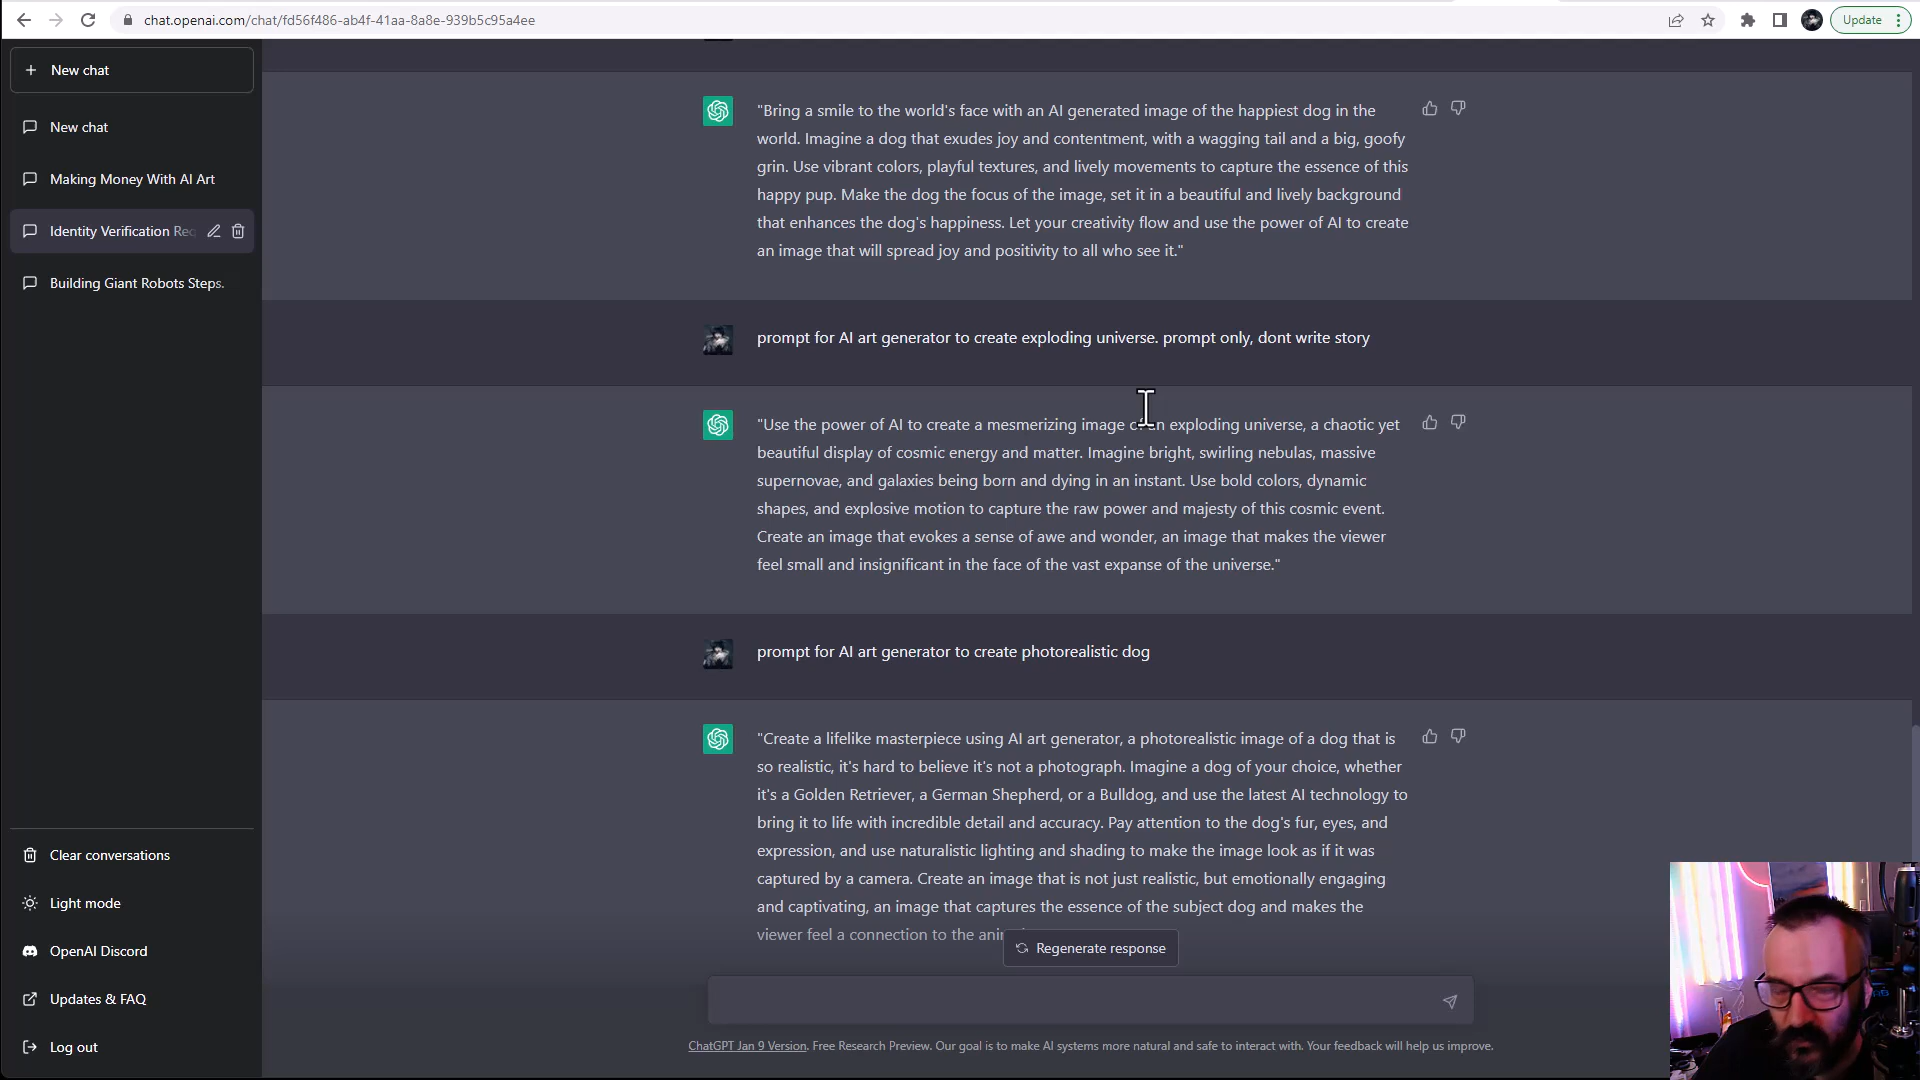 chat.openai.com/chat/fd56f486-ab4f-41aa-8a8e-939b5c95a4ee
Update
New chat
New chat
Making Money With AI Art
Identity Verification Req
Building Giant Robots Steps.
Clear conversations
Light mode
OpenAI Discord
Updates & FAQ
Log out
"Bring a smile to the world's face with an AI generated image of the happiest dog in the
world. Imagine a dog that exudes joy and contentment, with a wagging tail and a big, goofy
grin. Use vibrant colors, playful textures, and lively movements to capture the essence of this
happy pup. Make the dog the focus of the image, set it in a beautiful and lively background
that enhances the dog's happiness. Let your creativity flow and use the power of AI to create
an image that will spread joy and positivity to all who see it."
prompt for AI art generator to create exploding universe. prompt only, dont write story
"Use the power of AI to create a mesmerizing image of an exploding universe, a chaotic yet
beautiful display of cosmic energy and matter. Imagine bright, swirling nebulas, massive
supernovae, and galaxies being born and dying in an instant. Use bold colors, dynamic
shapes, and explosive motion to capture the raw power and majesty of this cosmic event.
Create an image that evokes a sense of awe and wonder, an image that makes the viewer
feel small and insignificant in the face of the vast expanse of the universe."
prompt for AI art generator to create photorealistic dog
"Create a lifelike masterpiece using AI art generator, a photorealistic image of a dog that is
so realistic, it's hard to believe it's not a photograph. Imagine a dog of your choice, whether
it's a Golden Retriever, a German Shepherd, or a Bulldog, and use the latest AI technology to
bring it to life with incredible detail and accuracy. Pay attention to the dog's fur, eyes, and
expression, and use naturalistic lighting and shading to make the image look as if it was
captured by a camera. Create an image that is not just realistic, but emotionally engaging
and captivating, an image that captures the essence of the subject dog and makes the
viewer feel a connection to the
Regenerate response
ChatGPT Jan 9 Version. Free Research Preview. Our goal is to make AI systems more natural and safe to interact with. Your feedback will help us improve.